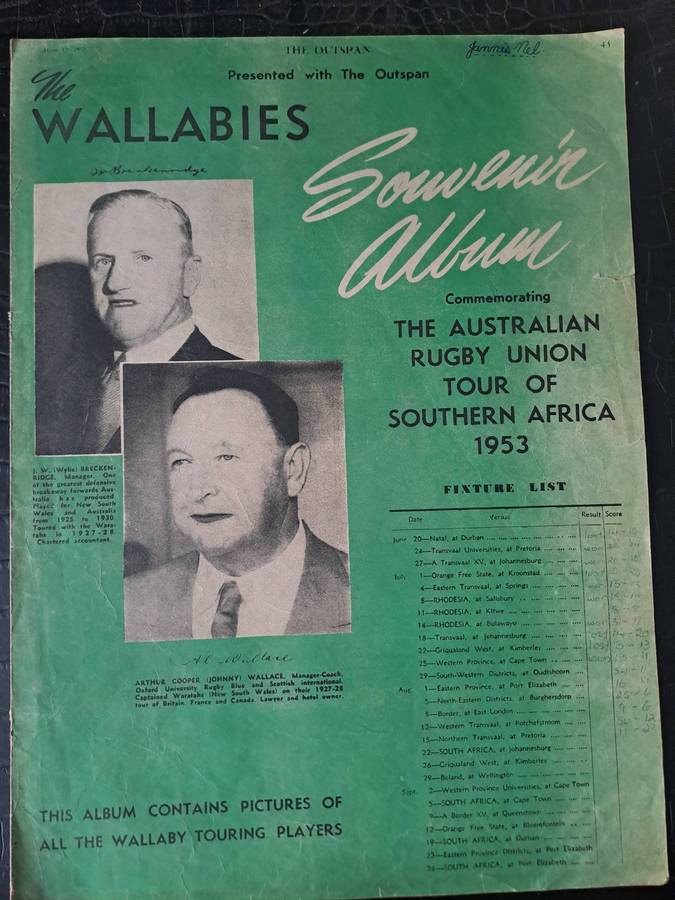 THE OUTSPAN
Jannie Nel.
Presented with The Outspan
The
WALLABIES
Souvenir
Album
Commemorating
THE AUSTRALIAN
RUGBY UNION
TOUR OF
SOUTHERN AFRICA
1953
J. W. (Wylie) BRECKEN-
RIDGE, Manager. One
of the greatest defensive
breakaway forwards Aus-
tralia has produced.
Played for New South
Wales and Australia
from 1925 to 1930.
Toured with the Wara-
tahs in 1927-28.
Chartered accountant.
A C Wallace
ARTHUR COOPER (JOHNNY) WALLACE, Manager-Coach.
Oxford University Rugby Blue and Scottish international.
Captained Waratahs (New South Wales) on their 1927-28
tour of Britain, France and Canada. Lawyer and hotel owner.
FIXTURE LIST
Date Versus Result Score
June 20—Natal, at Durban
24—Transvaal Universities, at Pretoria
27—A Transvaal XV, at Johannesburg
July 1—Orange Free State, at Kroonstad
4—Eastern Transvaal, at Springs
8—RHODESIA, at Salisbury
11—RHODESIA, at Kitwe
14—RHODESIA, at Bulawayo
18—Transvaal, at Johannesburg
22—Griqualand West, at Kimberley
25—Western Province, at Cape Town
29—South-Western Districts, at Oudtshoorn
Aug 1—Eastern Province, at Port Elizabeth
5—North-Eastern Districts, at Burghersdorp
8—Border, at East London
12—Western Transvaal, at Potchefstroom
15—Northern Transvaal, at Pretoria
22—SOUTH AFRICA, at Johannesburg
26—Griqualand West, at Kimberley
29—Boland, at Wellington
Sept. 2—Western Province Universities, at Cape Town
5—SOUTH AFRICA, at Cape Town
9—A Border XV, at Queenstown
12—Orange Free State, at Bloemfontein
19—SOUTH AFRICA, at Durban
23—Eastern Province Districts, at Port Elizabeth
26—SOUTH AFRICA, at Port Elizabeth
THIS ALBUM CONTAINS PICTURES OF
ALL THE WALLABY TOURING PLAYERS